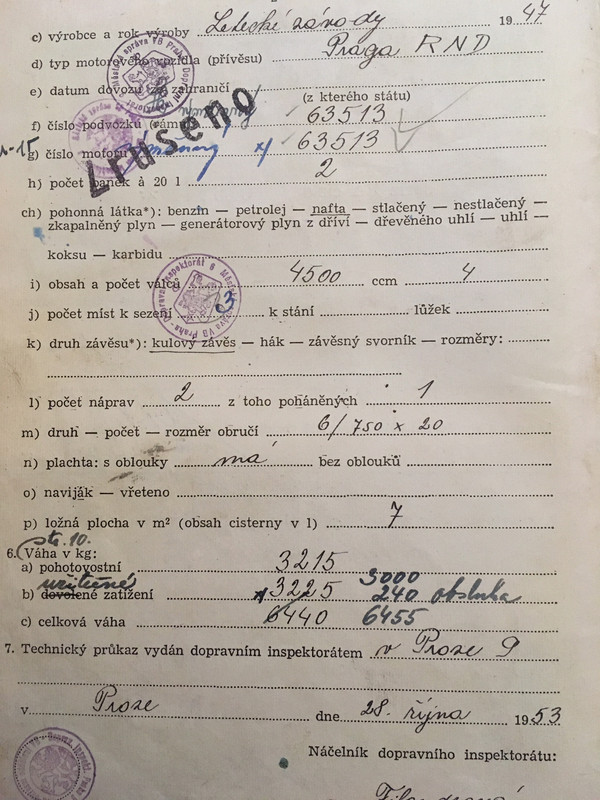 c) výrobce a rok výroby Letecké závody 1947
d) typ motorového vozidla (přívěsu) Praga RND
e) datum dovozu ze zahraničí
(z kterého státu)
f) číslo podvozku (rámu) 63513
g) číslo motoru x) 63513
Zrušeno
h) počet baněk à 20 l 2
ch) pohonná látka*): benzin — petrolej — nafta — stlačený — nestlačený —
zkapalněný plyn — generátorový plyn z dříví — dřevěného uhlí — uhlí —
koksu — karbidu
i) obsah a počet válců 4500 ccm 4
j) počet míst k sezení 3 k stání lůžek
k) druh závěsu*): kulový závěs — hák — závěsný svorník — rozměry:
l) počet náprav 2 z toho poháněných 1
m) druh — počet — rozměr obručí 6/750 x 20
n) plachta: s oblouky má bez oblouků
o) naviják — vřeteno
p) ložná plocha v m² (obsah cisterny v l) 7
str. 10.
6. Váha v kg:
a) pohotovostní 3215
užitečné 3000
b) dovolené zatížení x 3225 240 obsluha
c) celková váha 6440 6455
7. Technický průkaz vydán dopravním inspektorátem v Praze 9
v Praze dne 28. října 1953
Náčelník dopravního inspektorátu: